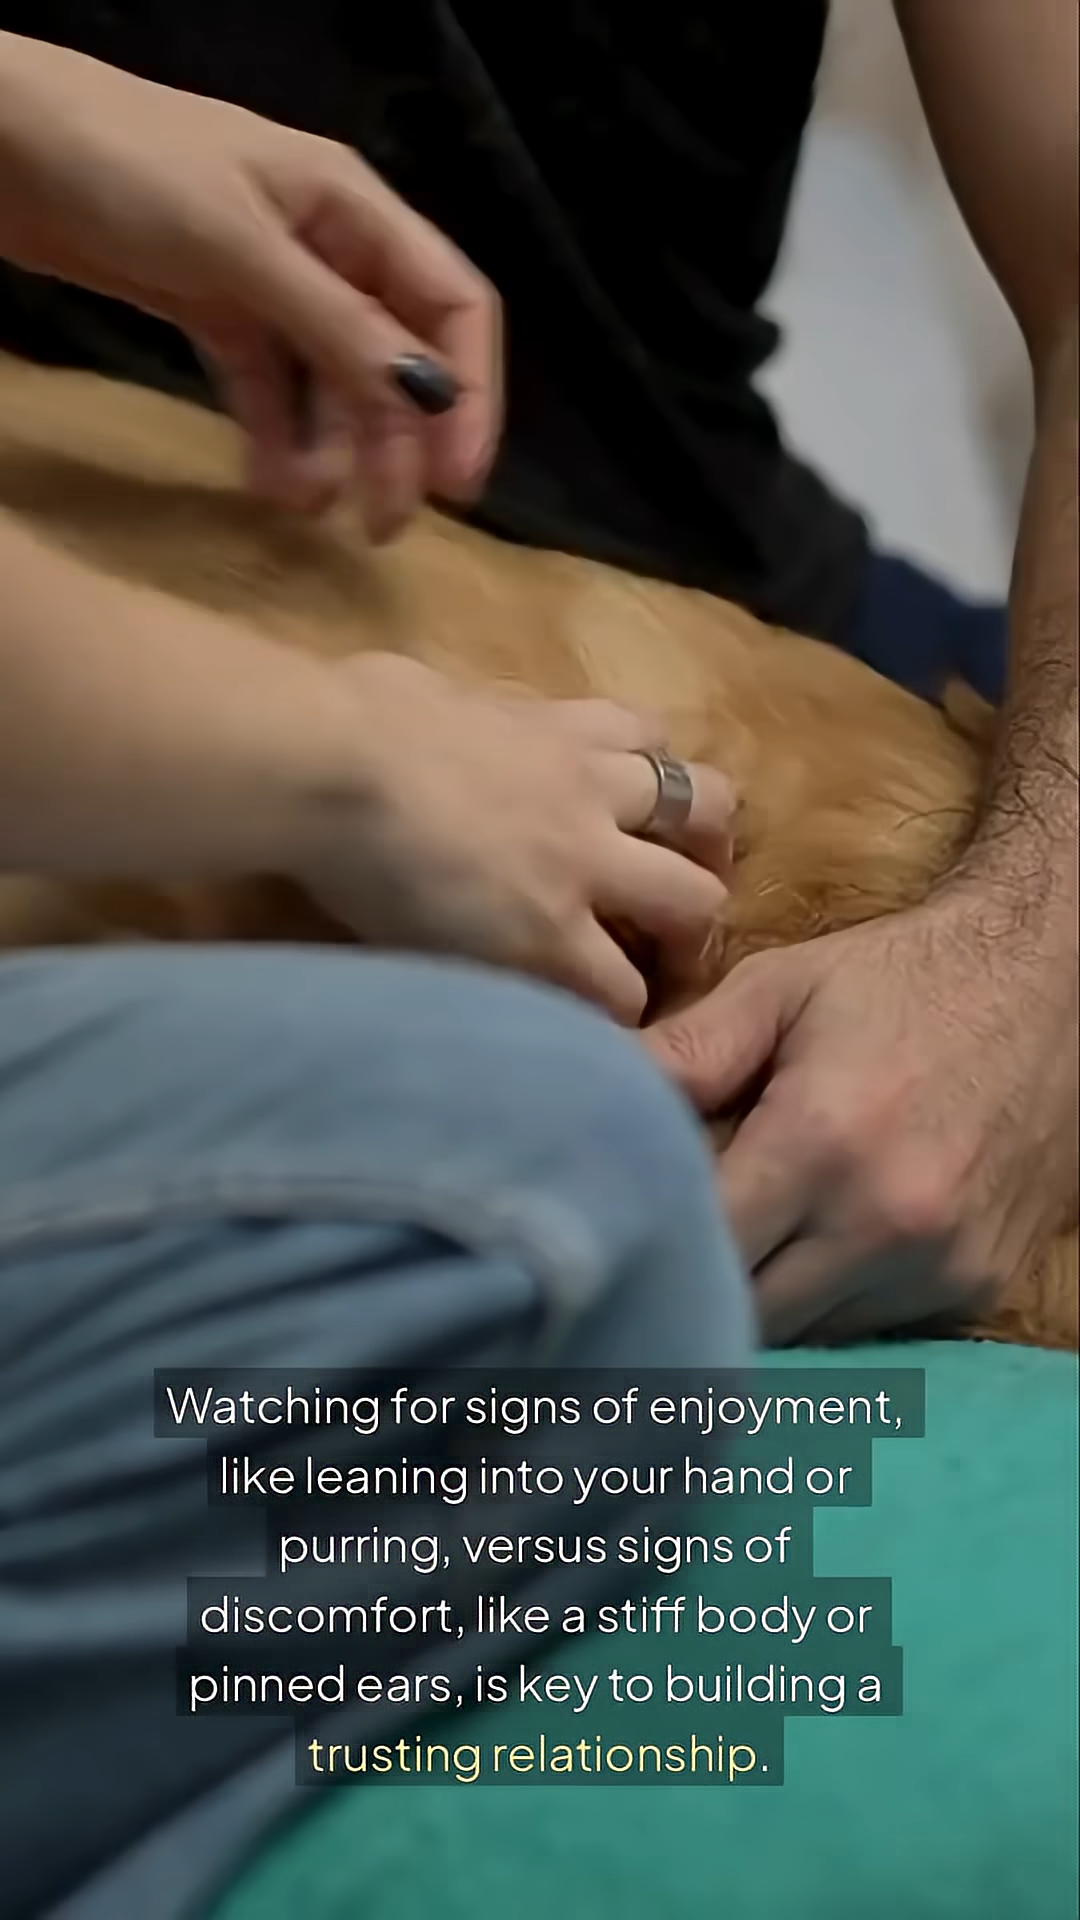 Watching for signs of enjoyment,
like leaning into your hand or
purring, versus signs of
discomfort, like a stiff body or
pinned ears, is key to building a
trusting relationship.